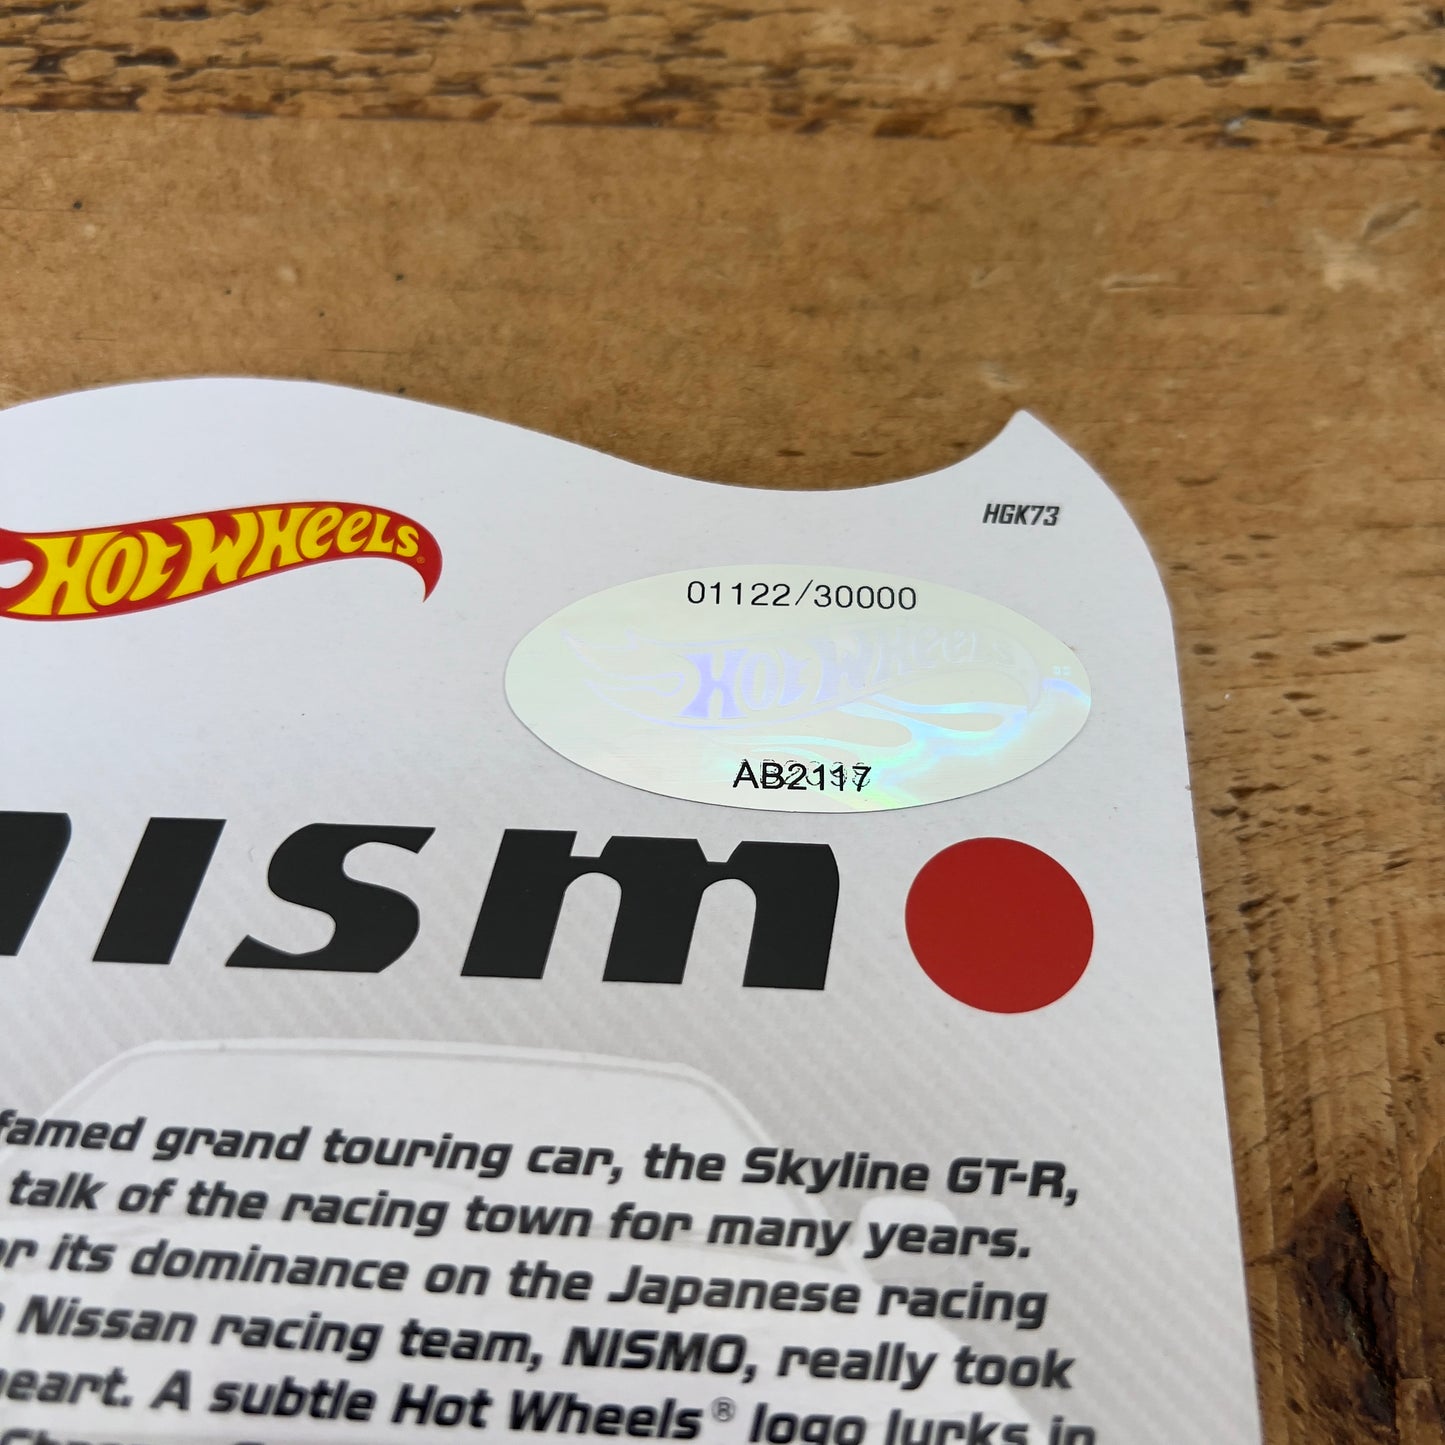 HGK73
HOT WHEELS
01122/30000
HOT WHEELS
AB2117
nism
famed grand touring car, the Skyline GT-R,
talk of the racing town for many years.
its dominance on the Japanese racing
Nissan racing team, NISMO, really took
A subtle Hot Wheels® logo lurks in